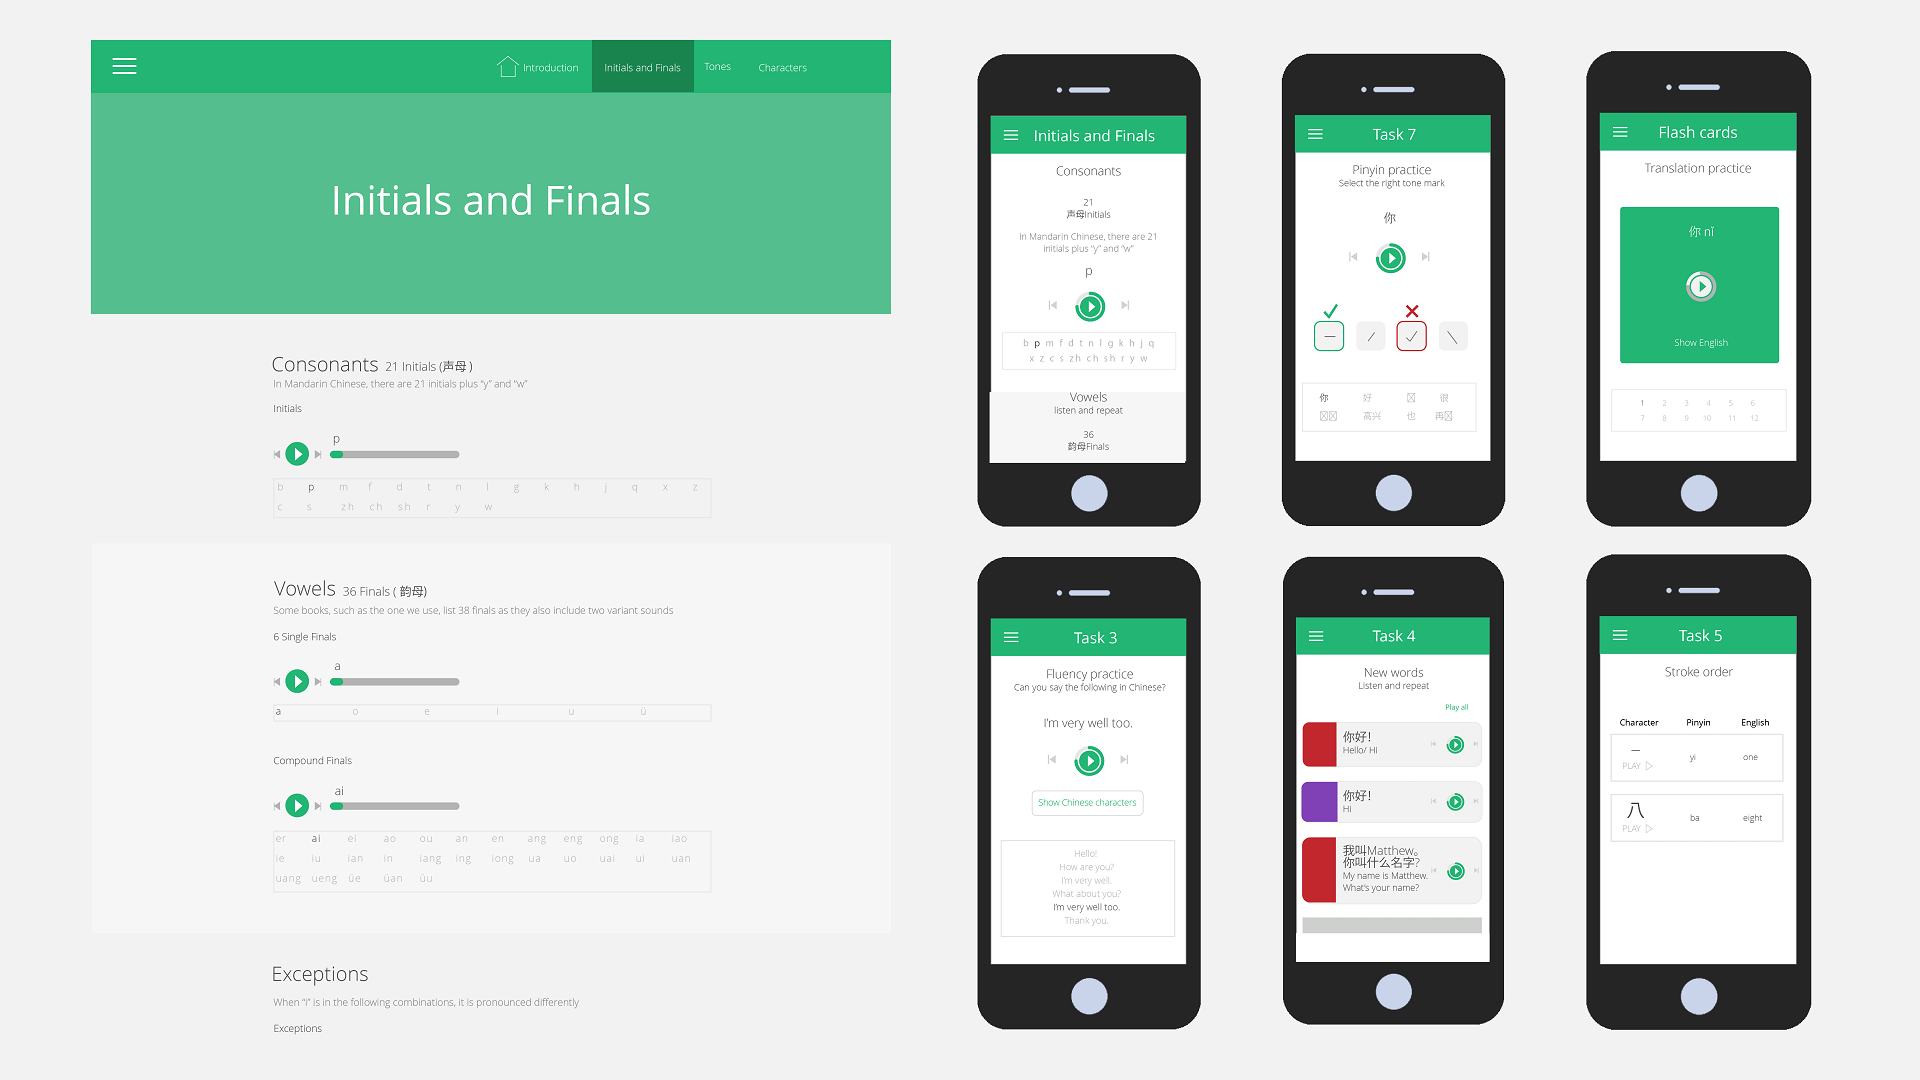 Introduction
Initials and Finals
Tones
Characters
Initials and Finals
Consonants 21 Initials (声母)
In Mandarin Chinese, there are 21 initials plus “y” and “w”
Initials
p
b p m f d t n l g k h j q x z
c s zh ch sh r y w
Vowels 36 Finals ( 韵母)
Some books, such as the one we use, list 38 finals as they also include two variant sounds
6 Single Finals
a
a o e i u ü
Compound Finals
ai
er ai ei ao ou an en ang eng ong ia iao
ie iu ian in iang ing iong ua uo uai ui uan
uang ueng üe üan üu
Exceptions
When “i” is in the following combinations, it is pronounced differently
Exceptions
Initials and Finals
Consonants
21
声母Initials
In Mandarin Chinese, there are 21
initials plus “y” and “w”
p
b p m f d t n l g k h j q
x z c s zh ch sh r y w
Vowels
listen and repeat
36
韵母Finals
Task 7
Pinyin practice
Select the right tone mark
你
你 好 很
高兴 也 再
Flash cards
Translation practice
你 nǐ
Show English
1 2 3 4 5 6
7 8 9 10 11 12
Task 3
Fluency practice
Can you say the following in Chinese?
I'm very well too.
Show Chinese characters
Hello!
How are you?
I'm very well.
What about you?
I'm very well too.
Thank you.
Task 4
New words
Listen and repeat
Play all
你好!
Hello/ Hi
你好!
Hi
我叫Matthew。
你叫什么名字?
My name is Matthew.
What's your name?
Task 5
Stroke order
Character Pinyin English
一 yi one
PLAY
八 ba eight
PLAY